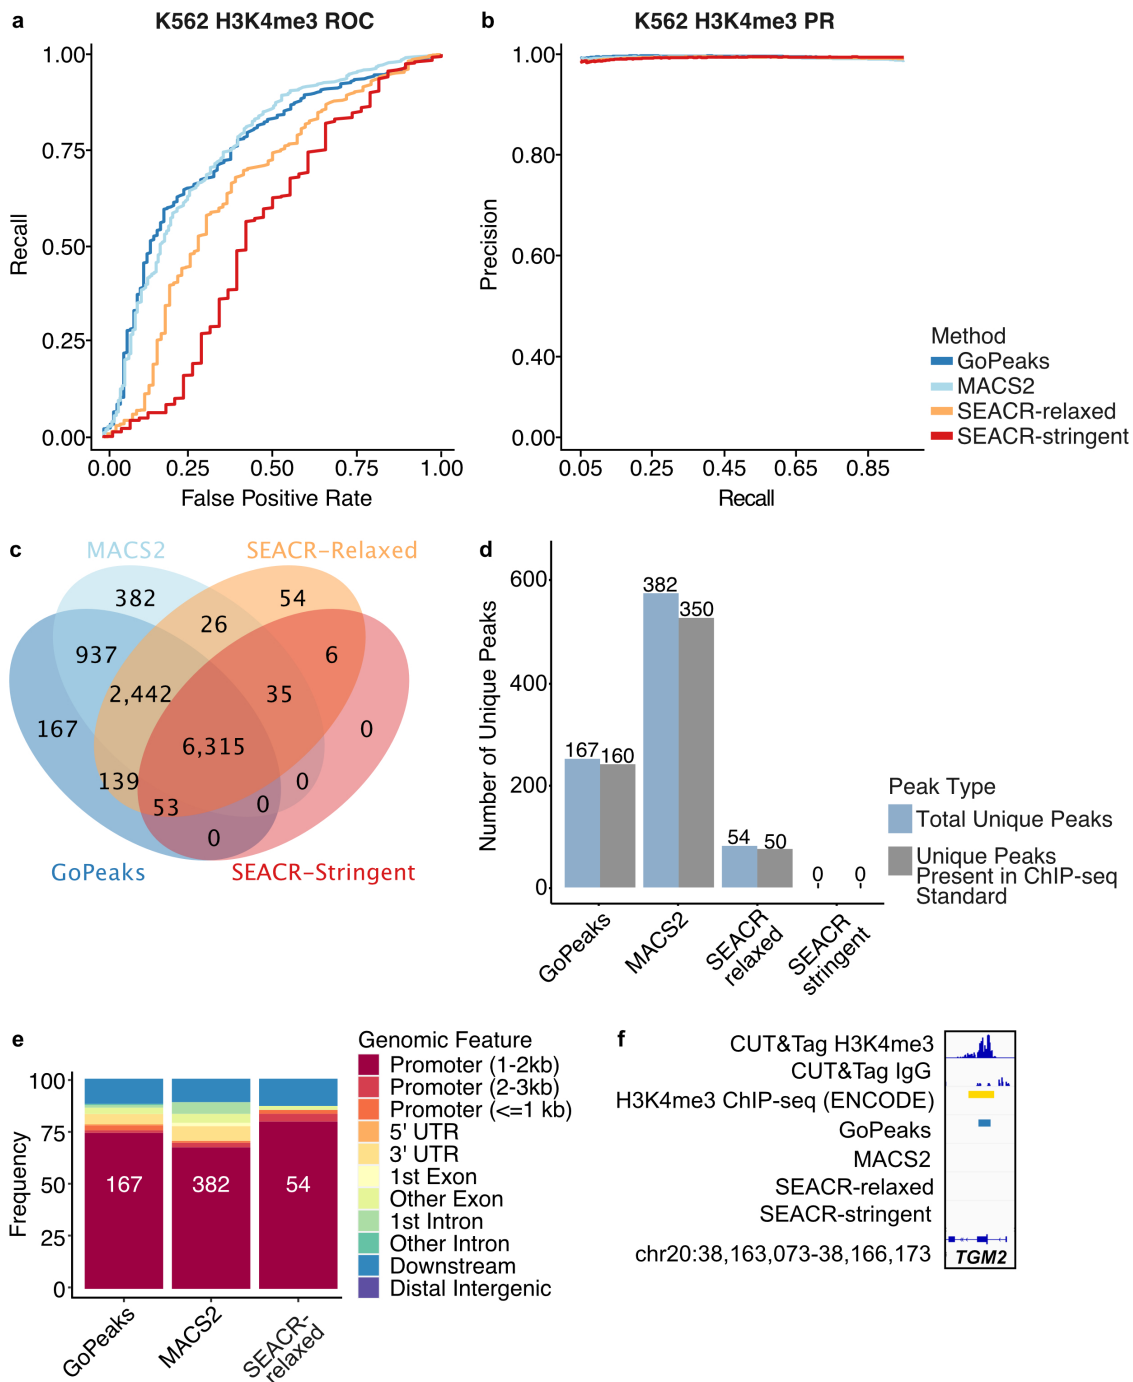 a
K562 H3K4me3 ROC
1.00
0.75
0.50
0.25
0.00
Recall
0.00 0.25 0.50 0.75 1.00
False Positive Rate
b
K562 H3K4me3 PR
1.00
0.80
0.60
0.40
0.00
Precision
0.05 0.25 0.45 0.65 0.85
Recall
Method
GoPeaks
MACS2
SEACR-relaxed
SEACR-stringent
c
MACS2
SEACR-Relaxed
382
54
26
937
6
2,442
35
167
0
6,315
139
0
53
0
0
GoPeaks
SEACR-Stringent
d
Number of Unique Peaks
600
400
200
0
382
350
167
160
54
50
0
0
GoPeaks
MACS2
SEACR
relaxed
SEACR
stringent
Peak Type
Total Unique Peaks
Unique Peaks
Present in ChIP-seq
Standard
e
Frequency
100
75
50
25
0
167
382
54
GoPeaks
MACS2
SEACR-
relaxed
Genomic Feature
Promoter (1-2kb)
Promoter (2-3kb)
Promoter (<=1 kb)
5' UTR
3' UTR
1st Exon
Other Exon
1st Intron
Other Intron
Downstream
Distal Intergenic
f
CUT&Tag H3K4me3
CUT&Tag IgG
H3K4me3 ChIP-seq (ENCODE)
GoPeaks
MACS2
SEACR-relaxed
SEACR-stringent
chr20:38,163,073-38,166,173
TGM2